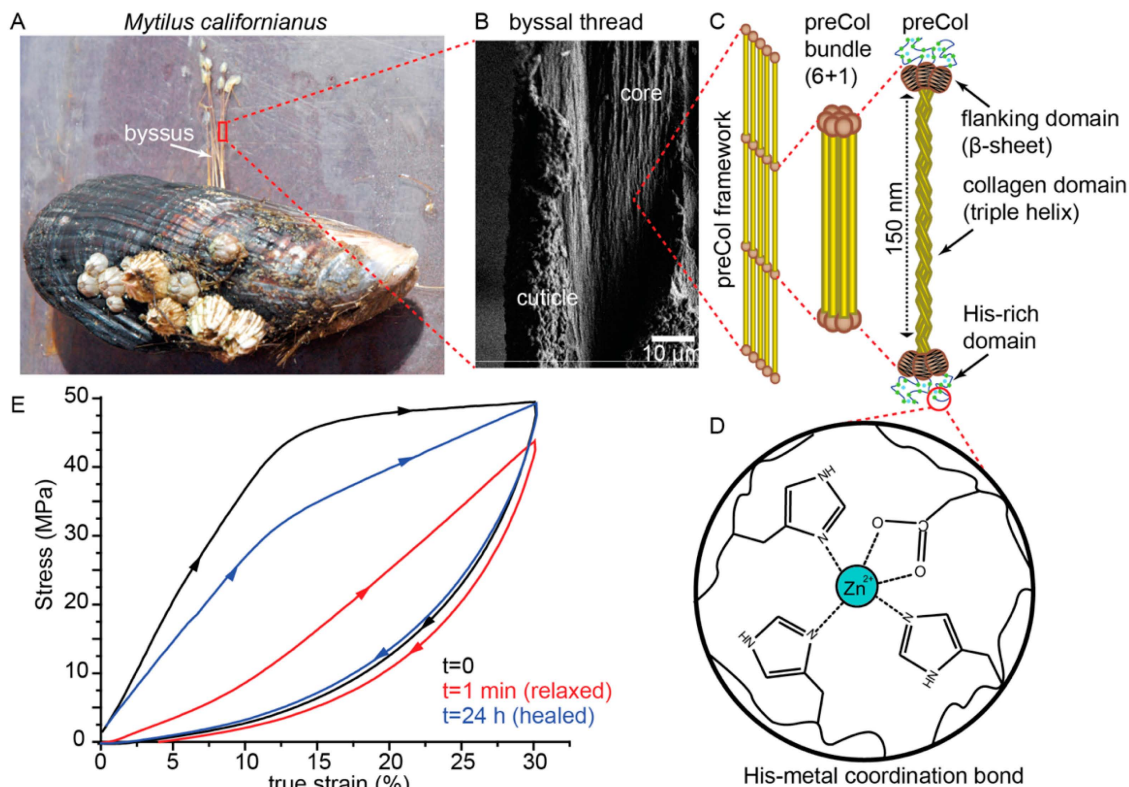 A
Mytilus californianus
byssus
B
byssal thread
core
cuticle
10 µm
C
preCol framework
preCol
bundle
(6+1)
preCol
150 nm
flanking domain
(β-sheet)
collagen domain
(triple helix)
His-rich
domain
D
NH
N
O
O
C
O
Zn²⁺
N
HN
N
HN
His-metal coordination bond
E
50
40
30
20
10
0
Stress (MPa)
0
5
10
15
20
25
30
true strain (%)
t=0
t=1 min (relaxed)
t=24 h (healed)